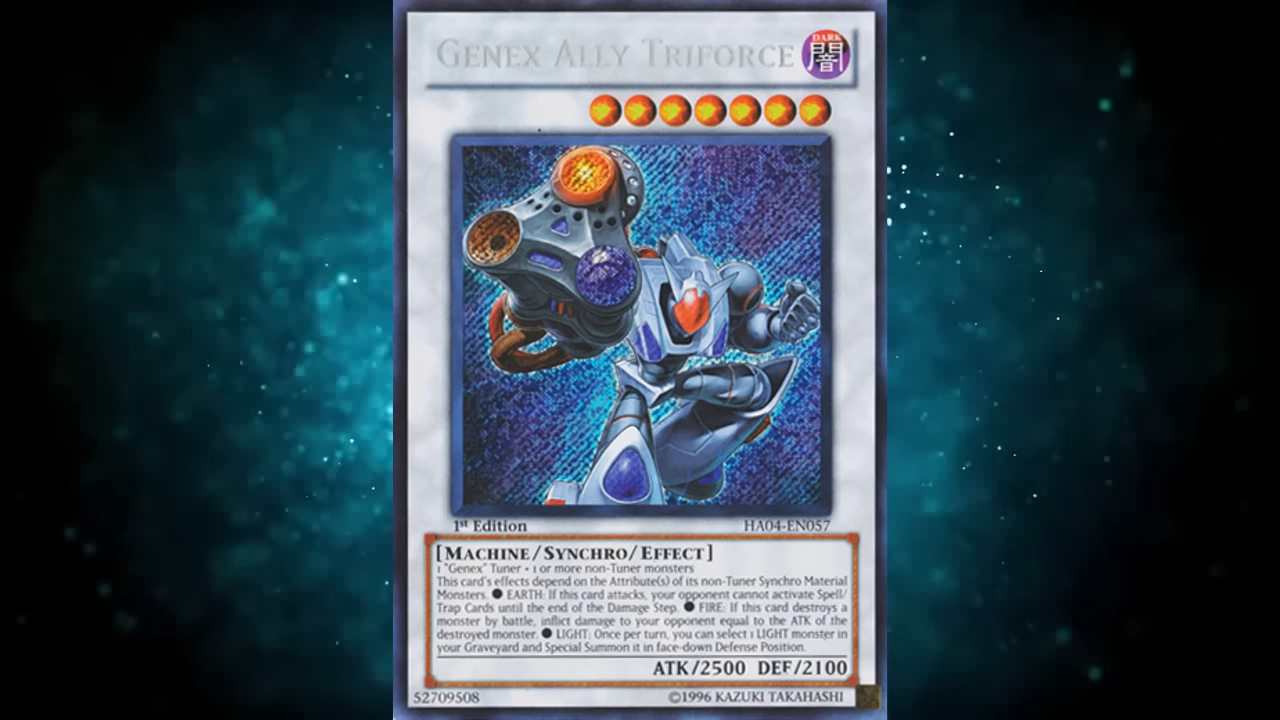 GENEX ALLY TRIFORCE
DARK
闇
1st Edition
HA04-EN057
[MACHINE/SYNCHRO/EFFECT]
1 "Genex" Tuner + 1 or more non-Tuner monsters
This card's effects depend on the Attribute(s) of its non-Tuner Synchro Material
Monsters. ● EARTH: If this card attacks, your opponent cannot activate Spell/
Trap Cards until the end of the Damage Step. ● FIRE: If this card destroys a
monster by battle, inflict damage to your opponent equal to the ATK of the
destroyed monster. ● LIGHT: Once per turn, you can select 1 LIGHT monster in
your Graveyard and Special Summon it in face-down Defense Position.
ATK/2500 DEF/2100
52709508
©1996 KAZUKI TAKAHASHI